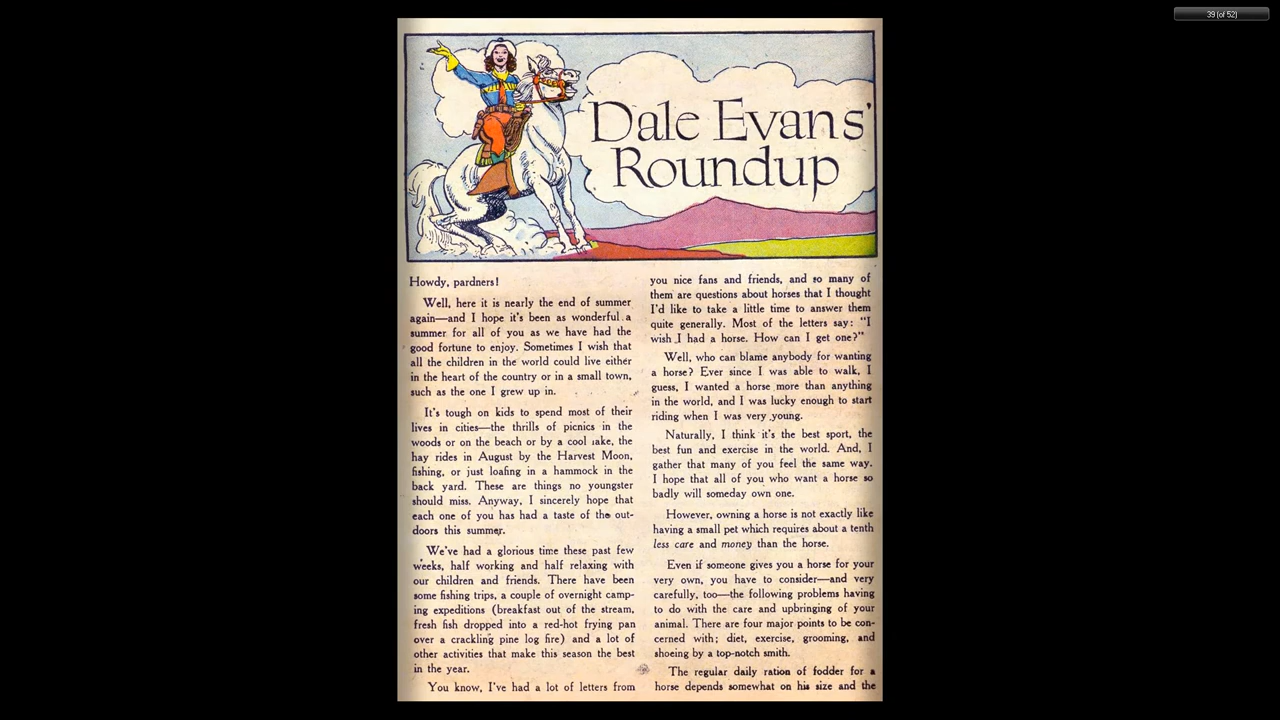 39 (of 52)
Dale Evans'
Roundup
Howdy, pardners!
Well, here it is nearly the end of summer
again—and I hope it's been as wonderful a
summer for all of you as we have had the
good fortune to enjoy. Sometimes I wish that
all the children in the world could live either
in the heart of the country or in a small town,
such as the one I grew up in.
It's tough on kids to spend most of their
lives in cities—the thrills of picnics in the
woods or on the beach or by a cool lake, the
hay rides in August by the Harvest Moon,
fishing, or just loafing in a hammock in the
back yard. These are things no youngster
should miss. Anyway, I sincerely hope that
each one of you has had a taste of the out-
doors this summer.
We've had a glorious time these past few
weeks, half working and half relaxing with
our children and friends. There have been
some fishing trips, a couple of overnight camp-
ing expeditions (breakfast out of the stream,
fresh fish dropped into a red-hot frying pan
over a crackling pine log fire) and a lot of
other activities that make this season the best
in the year.
You know, I've had a lot of letters from
you nice fans and friends, and so many of
them are questions about horses that I thought
I'd like to take a little time to answer them
quite generally. Most of the letters say: "I
wish I had a horse. How can I get one?"
Well, who can blame anybody for wanting
a horse? Ever since I was able to walk, I
guess, I wanted a horse more than anything
in the world, and I was lucky enough to start
riding when I was very young.
Naturally, I think it's the best sport, the
best fun and exercise in the world. And, I
gather that many of you feel the same way.
I hope that all of you who want a horse so
badly will someday own one.
However, owning a horse is not exactly like
having a small pet which requires about a tenth
less care and money than the horse.
Even if someone gives you a horse for your
very own, you have to consider—and very
carefully, too—the following problems having
to do with the care and upbringing of your
animal. There are four major points to be con-
cerned with; diet, exercise, grooming, and
shoeing by a top-notch smith.
The regular daily ration of fodder for a
horse depends somewhat on his size and the